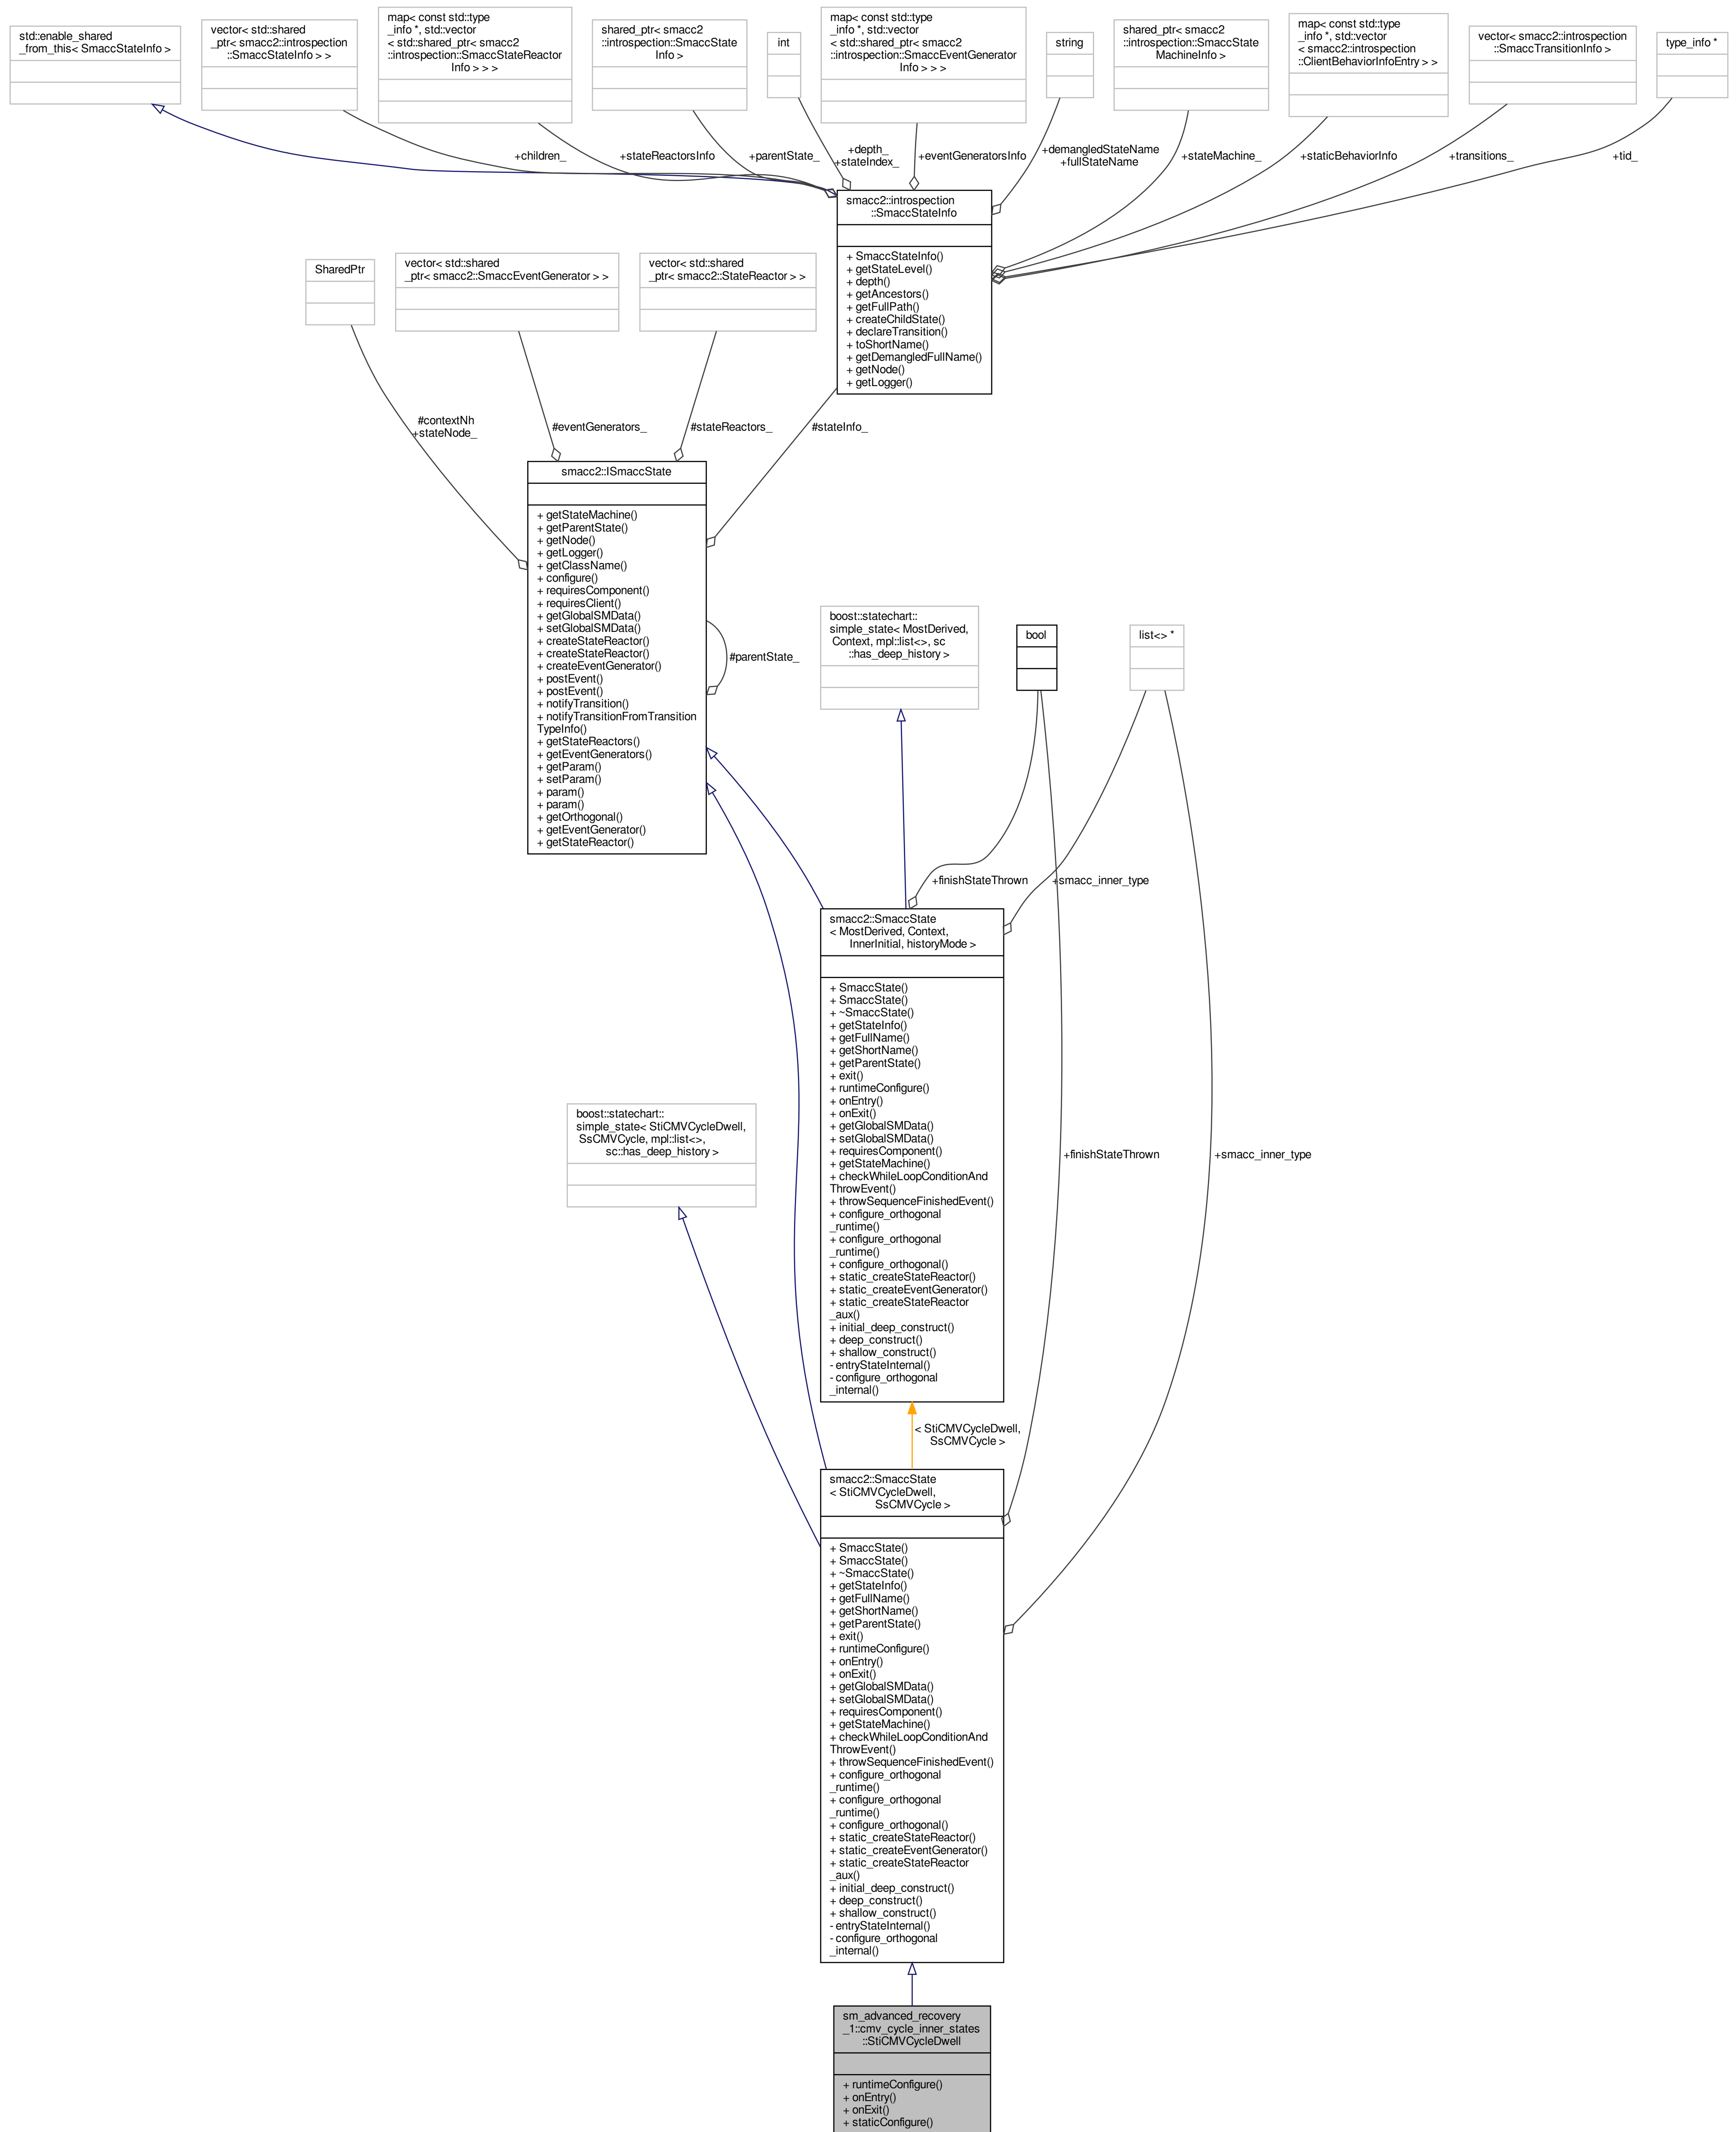 std::enable_shared
_from_this< SmaccStateInfo >
vector< std::shared
_ptr< smacc2::introspection
::SmaccStateInfo > >
map< const std::type
_info *, std::vector
< std::shared_ptr< smacc2
::introspection::SmaccStateReactor
Info > > >
shared_ptr< smacc2
::introspection::SmaccState
Info >
int
map< const std::type
_info *, std::vector
< std::shared_ptr< smacc2
::introspection::SmaccEventGenerator
Info > > >
string
shared_ptr< smacc2
::introspection::SmaccState
MachineInfo >
map< const std::type
_info *, std::vector
< smacc2::introspection
::ClientBehaviorInfoEntry > >
vector< smacc2::introspection
::SmaccTransitionInfo >
type_info *
+children_
+stateReactorsInfo
+parentState_
+depth_
+stateIndex_
+eventGeneratorsInfo
+demangledStateName
+fullStateName
+stateMachine_
+staticBehaviorInfo
+transitions_
+tid_
smacc2::introspection
::SmaccStateInfo
+ SmaccStateInfo()
+ getStateLevel()
+ depth()
+ getAncestors()
+ getFullPath()
+ createChildState()
+ declareTransition()
+ toShortName()
+ getDemangledFullName()
+ getNode()
+ getLogger()
SharedPtr
vector< std::shared
_ptr< smacc2::SmaccEventGenerator > >
vector< std::shared
_ptr< smacc2::StateReactor > >
#contextNh
+stateNode_
#eventGenerators_
#stateReactors_
#stateInfo_
smacc2::ISmaccState
+ getStateMachine()
+ getParentState()
+ getNode()
+ getLogger()
+ getClassName()
+ configure()
+ requiresComponent()
+ requiresClient()
+ getGlobalSMData()
+ setGlobalSMData()
+ createStateReactor()
+ createStateReactor()
+ createEventGenerator()
+ postEvent()
+ postEvent()
+ notifyTransition()
+ notifyTransitionFromTransition
TypeInfo()
+ getStateReactors()
+ getEventGenerators()
+ getParam()
+ setParam()
+ param()
+ param()
+ getOrthogonal()
+ getEventGenerator()
+ getStateReactor()
#parentState_
boost::statechart::
simple_state< MostDerived,
Context, mpl::list<>, sc
::has_deep_history >
bool
list<> *
+finishStateThrown
+smacc_inner_type
smacc2::SmaccState
< MostDerived, Context,
InnerInitial, historyMode >
+ SmaccState()
+ SmaccState()
+ ~SmaccState()
+ getStateInfo()
+ getFullName()
+ getShortName()
+ getParentState()
+ exit()
+ runtimeConfigure()
+ onEntry()
+ onExit()
+ getGlobalSMData()
+ setGlobalSMData()
+ requiresComponent()
+ getStateMachine()
+ checkWhileLoopConditionAnd
ThrowEvent()
+ throwSequenceFinishedEvent()
+ configure_orthogonal
_runtime()
+ configure_orthogonal
_runtime()
+ configure_orthogonal()
+ static_createStateReactor()
+ static_createEventGenerator()
+ static_createStateReactor
_aux()
+ initial_deep_construct()
+ deep_construct()
+ shallow_construct()
- entryStateInternal()
- configure_orthogonal
_internal()
boost::statechart::
simple_state< StiCMVCycleDwell,
SsCMVCycle, mpl::list<>,
sc::has_deep_history >
+finishStateThrown
+smacc_inner_type
< StiCMVCycleDwell,
SsCMVCycle >
smacc2::SmaccState
< StiCMVCycleDwell,
SsCMVCycle >
+ SmaccState()
+ SmaccState()
+ ~SmaccState()
+ getStateInfo()
+ getFullName()
+ getShortName()
+ getParentState()
+ exit()
+ runtimeConfigure()
+ onEntry()
+ onExit()
+ getGlobalSMData()
+ setGlobalSMData()
+ requiresComponent()
+ getStateMachine()
+ checkWhileLoopConditionAnd
ThrowEvent()
+ throwSequenceFinishedEvent()
+ configure_orthogonal
_runtime()
+ configure_orthogonal
_runtime()
+ configure_orthogonal()
+ static_createStateReactor()
+ static_createEventGenerator()
+ static_createStateReactor
_aux()
+ initial_deep_construct()
+ deep_construct()
+ shallow_construct()
- entryStateInternal()
- configure_orthogonal
_internal()
sm_advanced_recovery
_1::cmv_cycle_inner_states
::StiCMVCycleDwell
+ runtimeConfigure()
+ onEntry()
+ onExit()
+ staticConfigure()